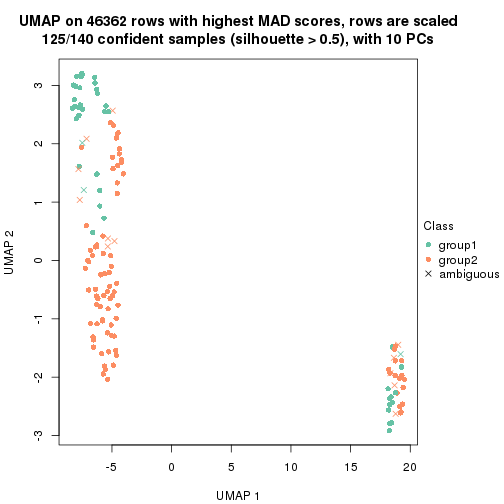 UMAP on 46362 rows with highest MAD scores, rows are scaled
125/140 confident samples (silhouette > 0.5), with 10 PCs
3
2
1
0
-1
-2
-3
UMAP 2
-5
0
5
10
15
20
UMAP 1
Class
group1
group2
ambiguous